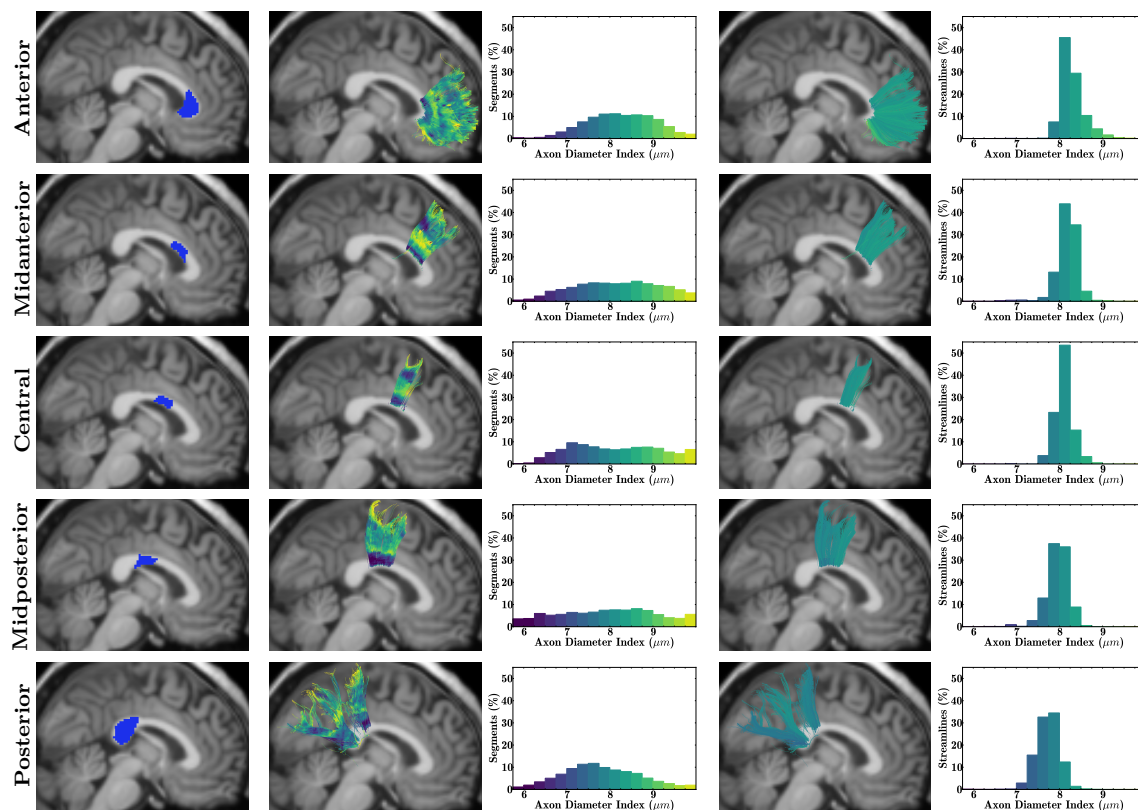 Anterior
Segments (%)
50
40
30
20
10
0
6 7 8 9
Axon Diameter Index (μm)
Streamlines (%)
50
40
30
20
10
0
6 7 8 9
Axon Diameter Index (μm)
Midanterior
Segments (%)
50
40
30
20
10
0
6 7 8 9
Axon Diameter Index (μm)
Streamlines (%)
50
40
30
20
10
0
6 7 8 9
Axon Diameter Index (μm)
Central
Segments (%)
50
40
30
20
10
0
6 7 8 9
Axon Diameter Index (μm)
Streamlines (%)
50
40
30
20
10
0
6 7 8 9
Axon Diameter Index (μm)
Midposterior
Segments (%)
50
40
30
20
10
0
6 7 8 9
Axon Diameter Index (μm)
Streamlines (%)
50
40
30
20
10
0
6 7 8 9
Axon Diameter Index (μm)
Posterior
Segments (%)
50
40
30
20
10
0
6 7 8 9
Axon Diameter Index (μm)
Streamlines (%)
50
40
30
20
10
0
6 7 8 9
Axon Diameter Index (μm)